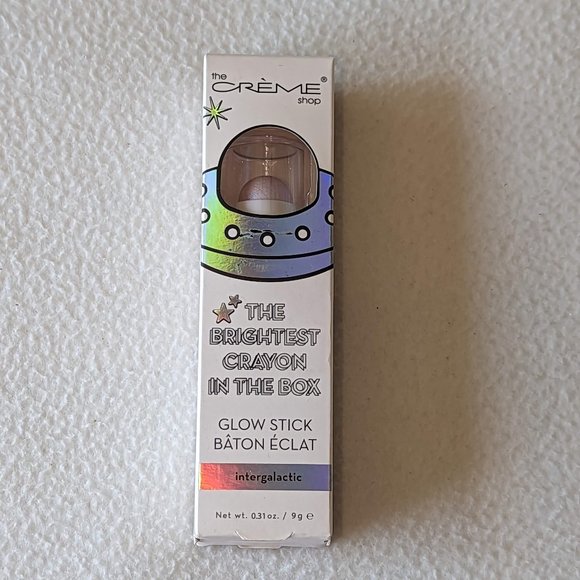 the
CRÈME®
shop
THE
BRIGHTEST
CRAYON
IN THE BOX
GLOW STICK
BÂTON ÉCLAT
intergalactic
Net wt. 0.31 oz. / 9g ℮